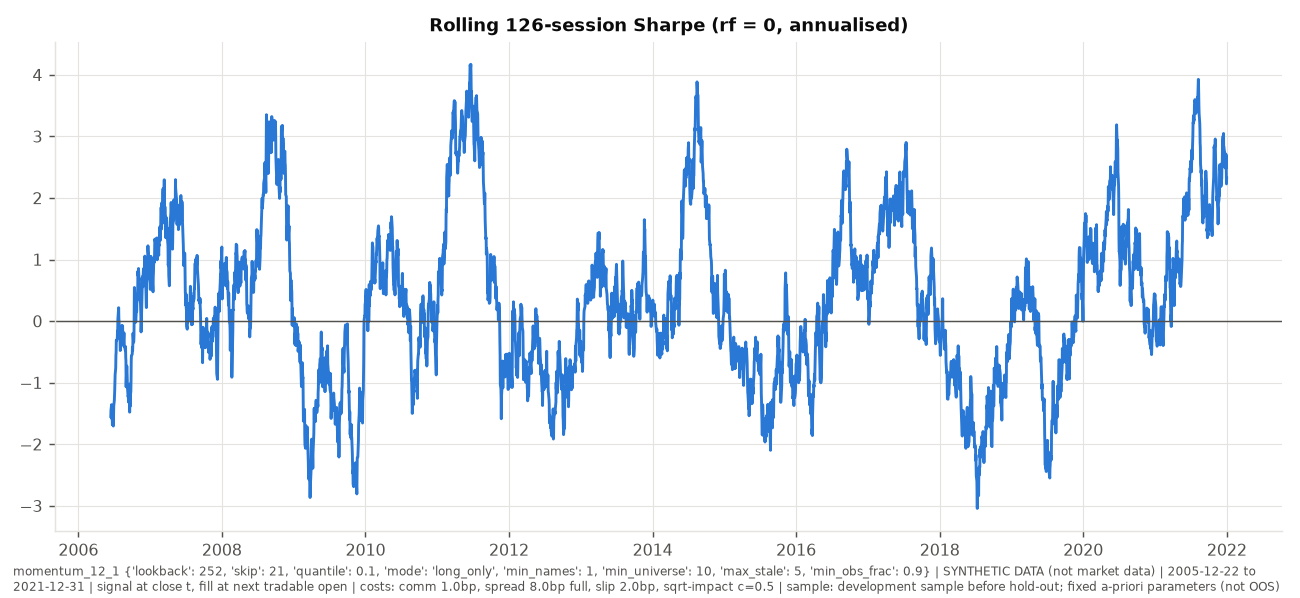 Rolling 126-session Sharpe (rf = 0, annualised)
4
3
2
1
0
−1
−2
−3
2006 2008 2010 2012 2014 2016 2018 2020 2022
momentum_12_1 {'lookback': 252, 'skip': 21, 'quantile': 0.1, 'mode': 'long_only', 'min_names': 1, 'min_universe': 10, 'max_stale': 5, 'min_obs_frac': 0.9} | SYNTHETIC DATA (not market data) | 2005-12-22 to
2021-12-31 | signal at close t, fill at next tradable open | costs: comm 1.0bp, spread 8.0bp full, slip 2.0bp, sqrt-impact c=0.5 | sample: development sample before hold-out; fixed a-priori parameters (not OOS)